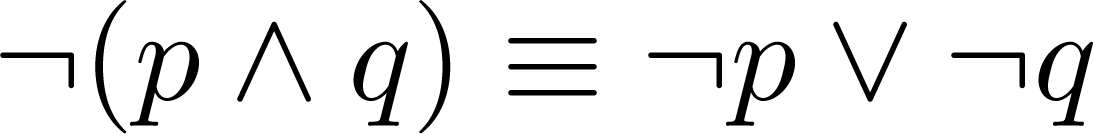 ¬(p ∧ q) ≡ ¬p ∨ ¬q